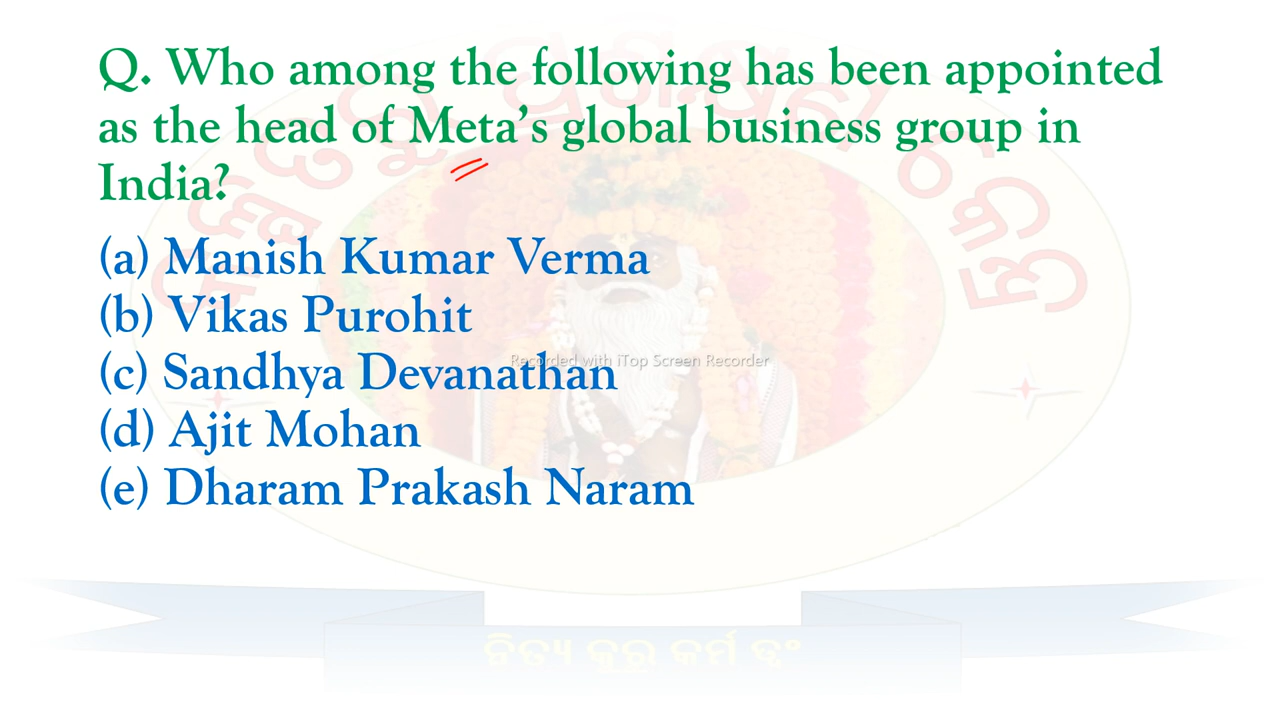 Q. Who among the following has been appointed
as the head of Meta's global business group in
India?
(a) Manish Kumar Verma
(b) Vikas Purohit
Recorded with iTop Screen Recorder
(c) Sandhya Devanathan
(d) Ajit Mohan
(e) Dharam Prakash Naram
ନିତ୍ୟ କୁରୁ କର୍ମ ତ୍ୱଂ